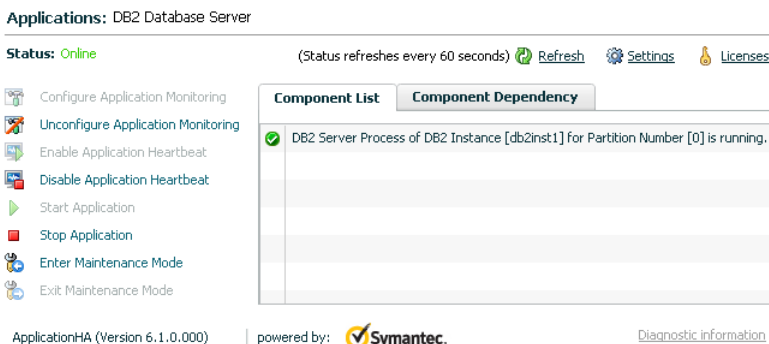 Applications: DB2 Database Server
Status: Online
(Status refreshes every 60 seconds) Refresh Settings Licenses
Configure Application Monitoring
Unconfigure Application Monitoring
Enable Application Heartbeat
Disable Application Heartbeat
Start Application
Stop Application
Enter Maintenance Mode
Exit Maintenance Mode
Component List Component Dependency
DB2 Server Process of DB2 Instance [db2inst1] for Partition Number [0] is running.
ApplicationHA (Version 6.1.0.000) powered by: Symantec. Diagnostic information